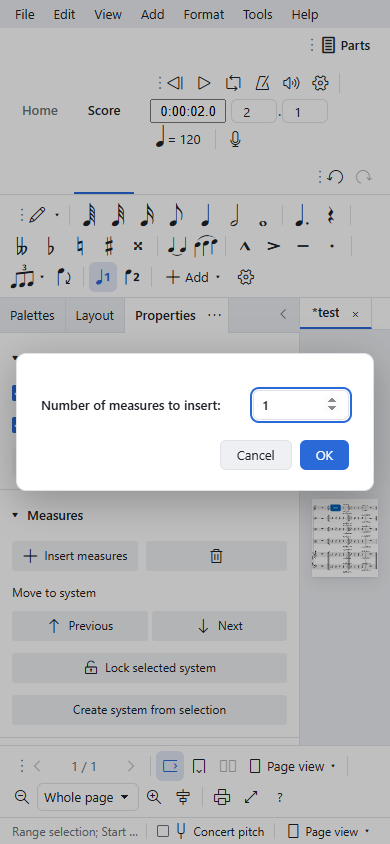 File Edit View Add Format Tools Help
Parts
Home Score 0:00:02.0 2 . 1
= 120
3
1 2 Add
Palettes Layout Properties *test
Number of measures to insert: 1
Cancel OK
Measures
Insert measures
Move to system
Previous Next
Lock selected system
Create system from selection
1 / 1 Page view
Whole page ?
Range selection; Start ... Concert pitch Page view